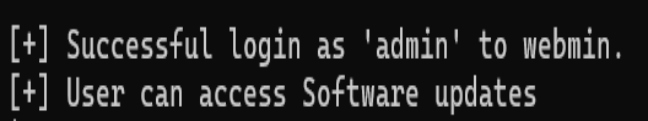 [+] Successful login as 'admin' to webmin.
[+] User can access Software updates